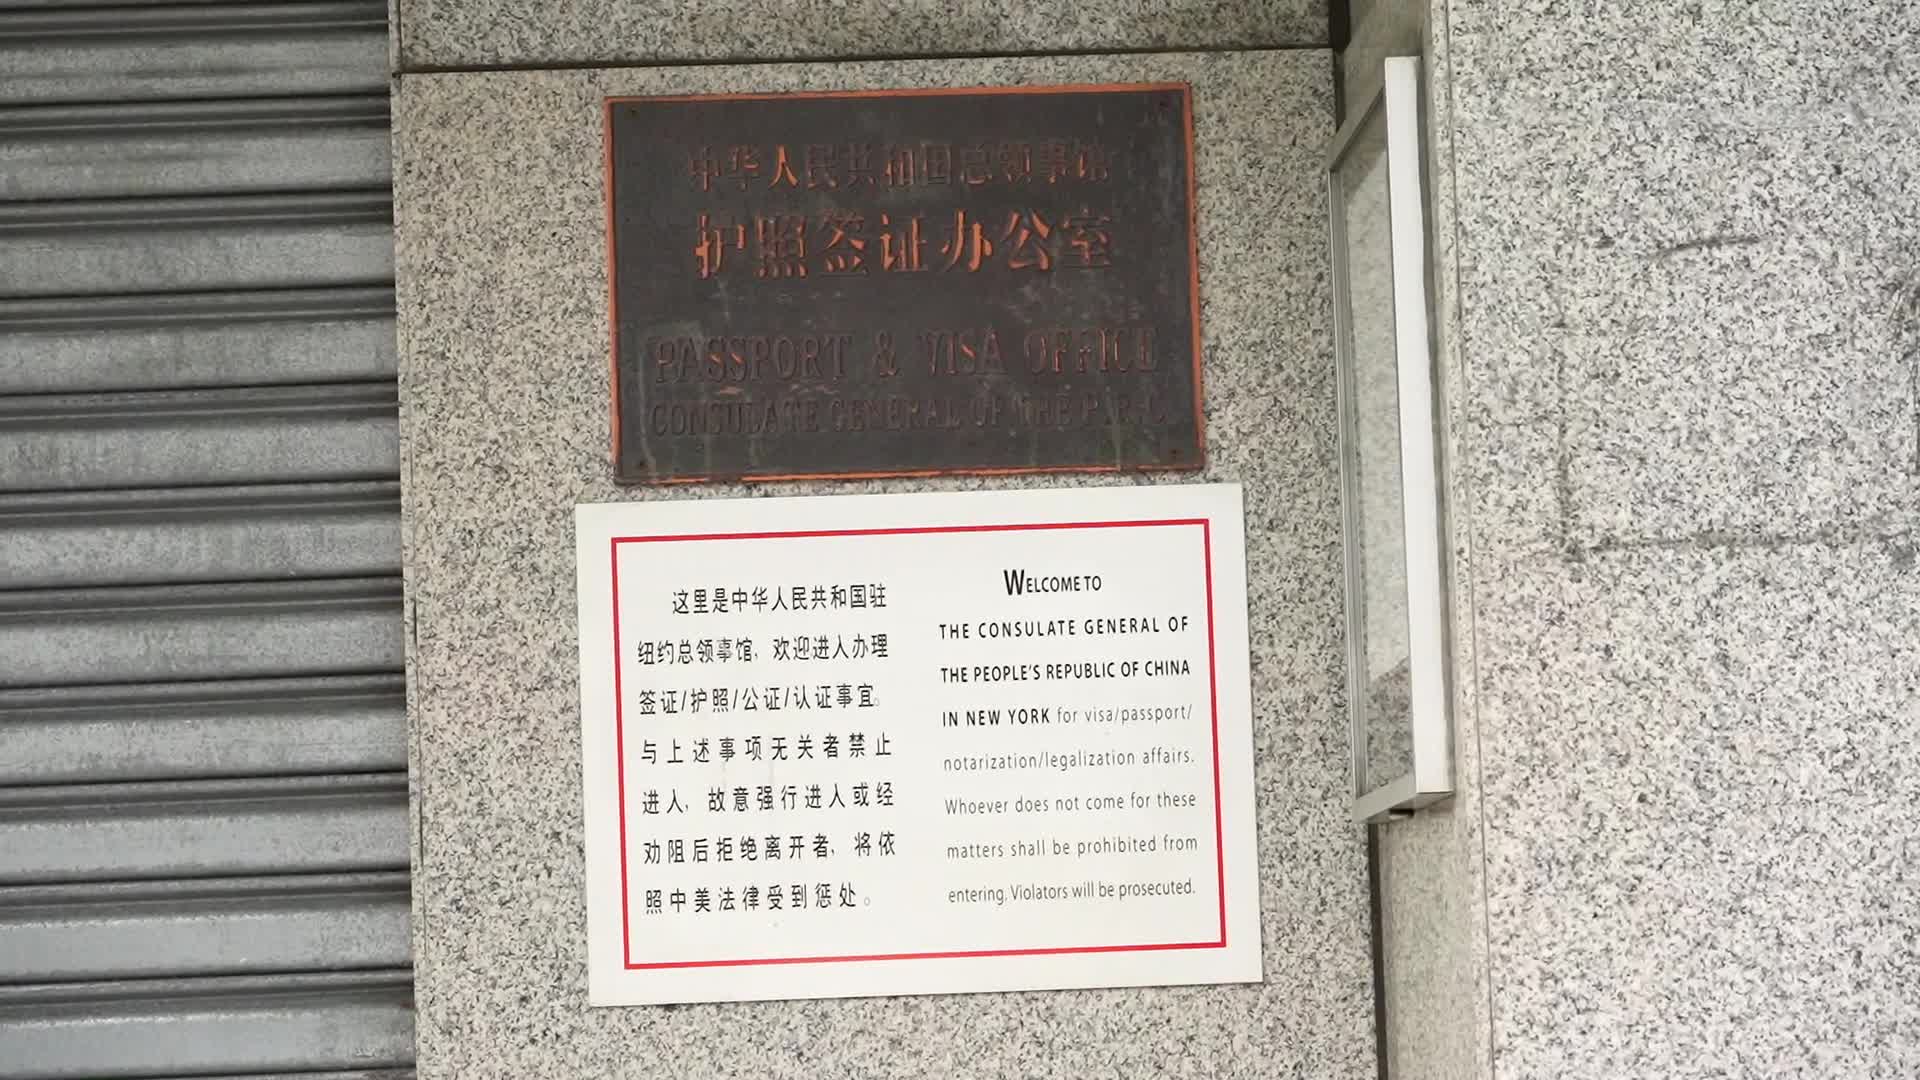 中华人民共和国总领事馆
护照签证办公室
PASSPORT & VISA OFFICE
CONSULATE GENERAL OF THE P.R.C
这里是中华人民共和国驻
纽约总领事馆，欢迎进入办理
签证/护照/公证/认证事宜。
与上述事项无关者禁止
进入，故意强行进入或经
劝阻后拒绝离开者，将依
照中美法律受到惩处。
WELCOME TO
THE CONSULATE GENERAL OF
THE PEOPLE'S REPUBLIC OF CHINA
IN NEW YORK for visa/passport/
notarization/legalization affairs.
Whoever does not come for these
matters shall be prohibited from
entering. Violators will be prosecuted.